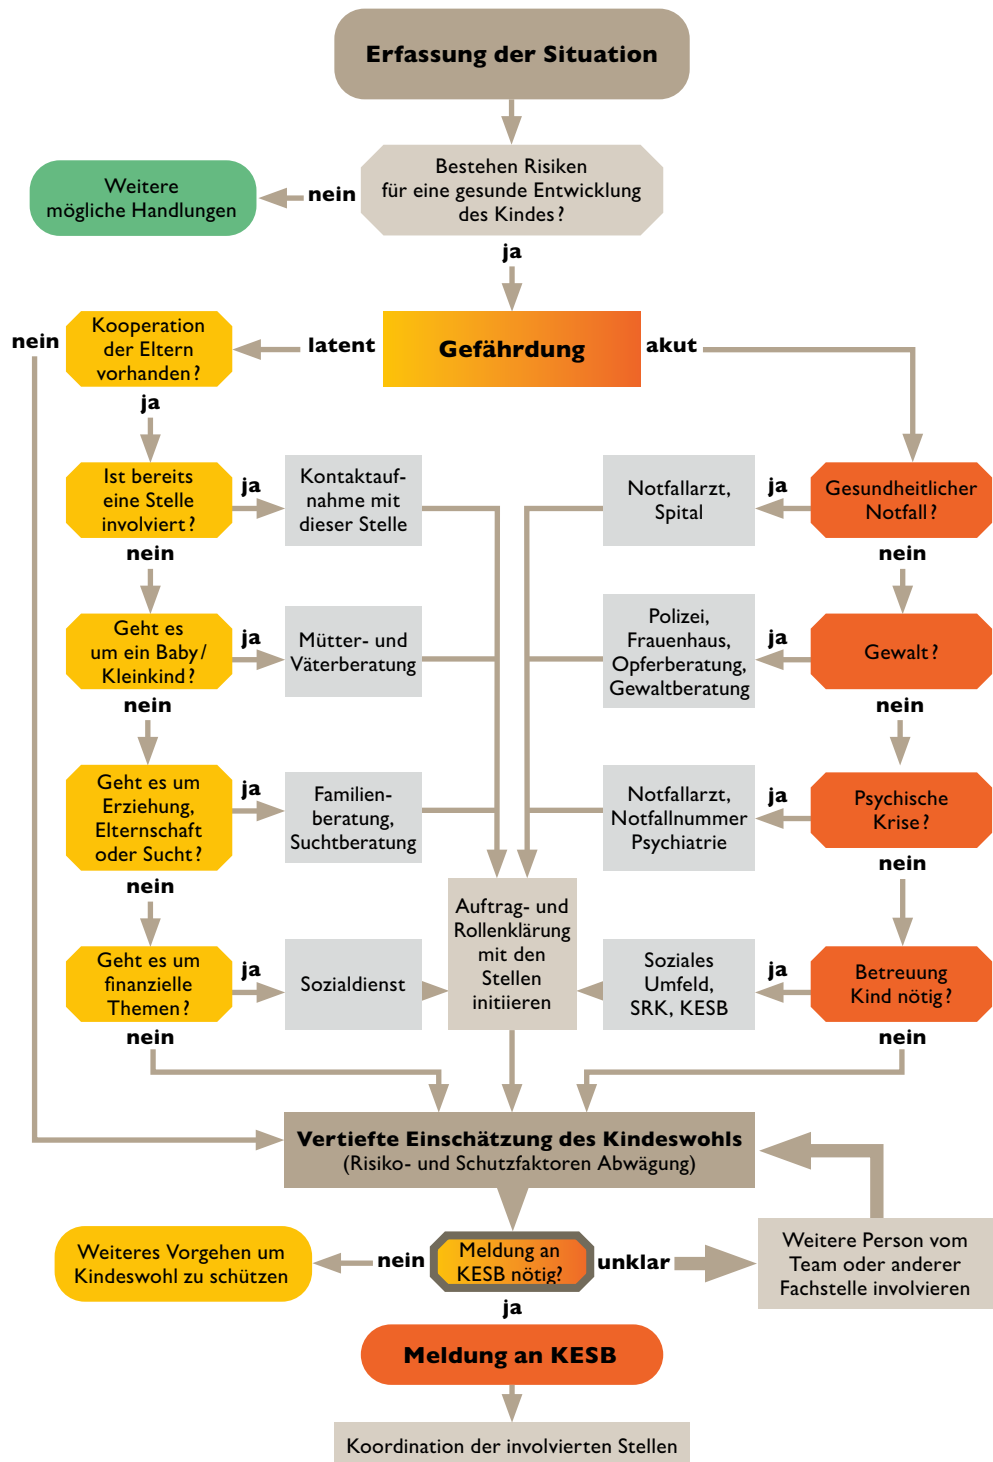 Erfassung der Situation
Bestehen Risiken
für eine gesunde Entwicklung
des Kindes?
nein
Weitere
mögliche Handlungen
ja
Gefährdung
latent
akut
Kooperation
der Eltern
vorhanden?
nein
ja
Ist bereits
eine Stelle
involviert?
ja
Kontaktauf-
nahme mit
dieser Stelle
nein
Geht es
um ein Baby/
Kleinkind?
ja
Mütter- und
Väterberatung
nein
Geht es um
Erziehung,
Elternschaft
oder Sucht?
ja
Familien-
beratung,
Suchtberatung
nein
Geht es um
finanzielle
Themen?
ja
Sozialdienst
nein
Gesundheitlicher
Notfall?
ja
Notfallarzt,
Spital
nein
Gewalt?
ja
Polizei,
Frauenhaus,
Opferberatung,
Gewaltberatung
nein
Psychische
Krise?
ja
Notfallarzt,
Notfallnummer
Psychiatrie
nein
Betreuung
Kind nötig?
ja
Soziales
Umfeld,
SRK, KESB
nein
Auftrag- und
Rollenklärung
mit den
Stellen
initiieren
Vertiefte Einschätzung des Kindeswohls
(Risiko- und Schutzfaktoren Abwägung)
Meldung an
KESB nötig?
nein
Weiteres Vorgehen um
Kindeswohl zu schützen
unklar
Weitere Person vom
Team oder anderer
Fachstelle involvieren
ja
Meldung an KESB
Koordination der involvierten Stellen